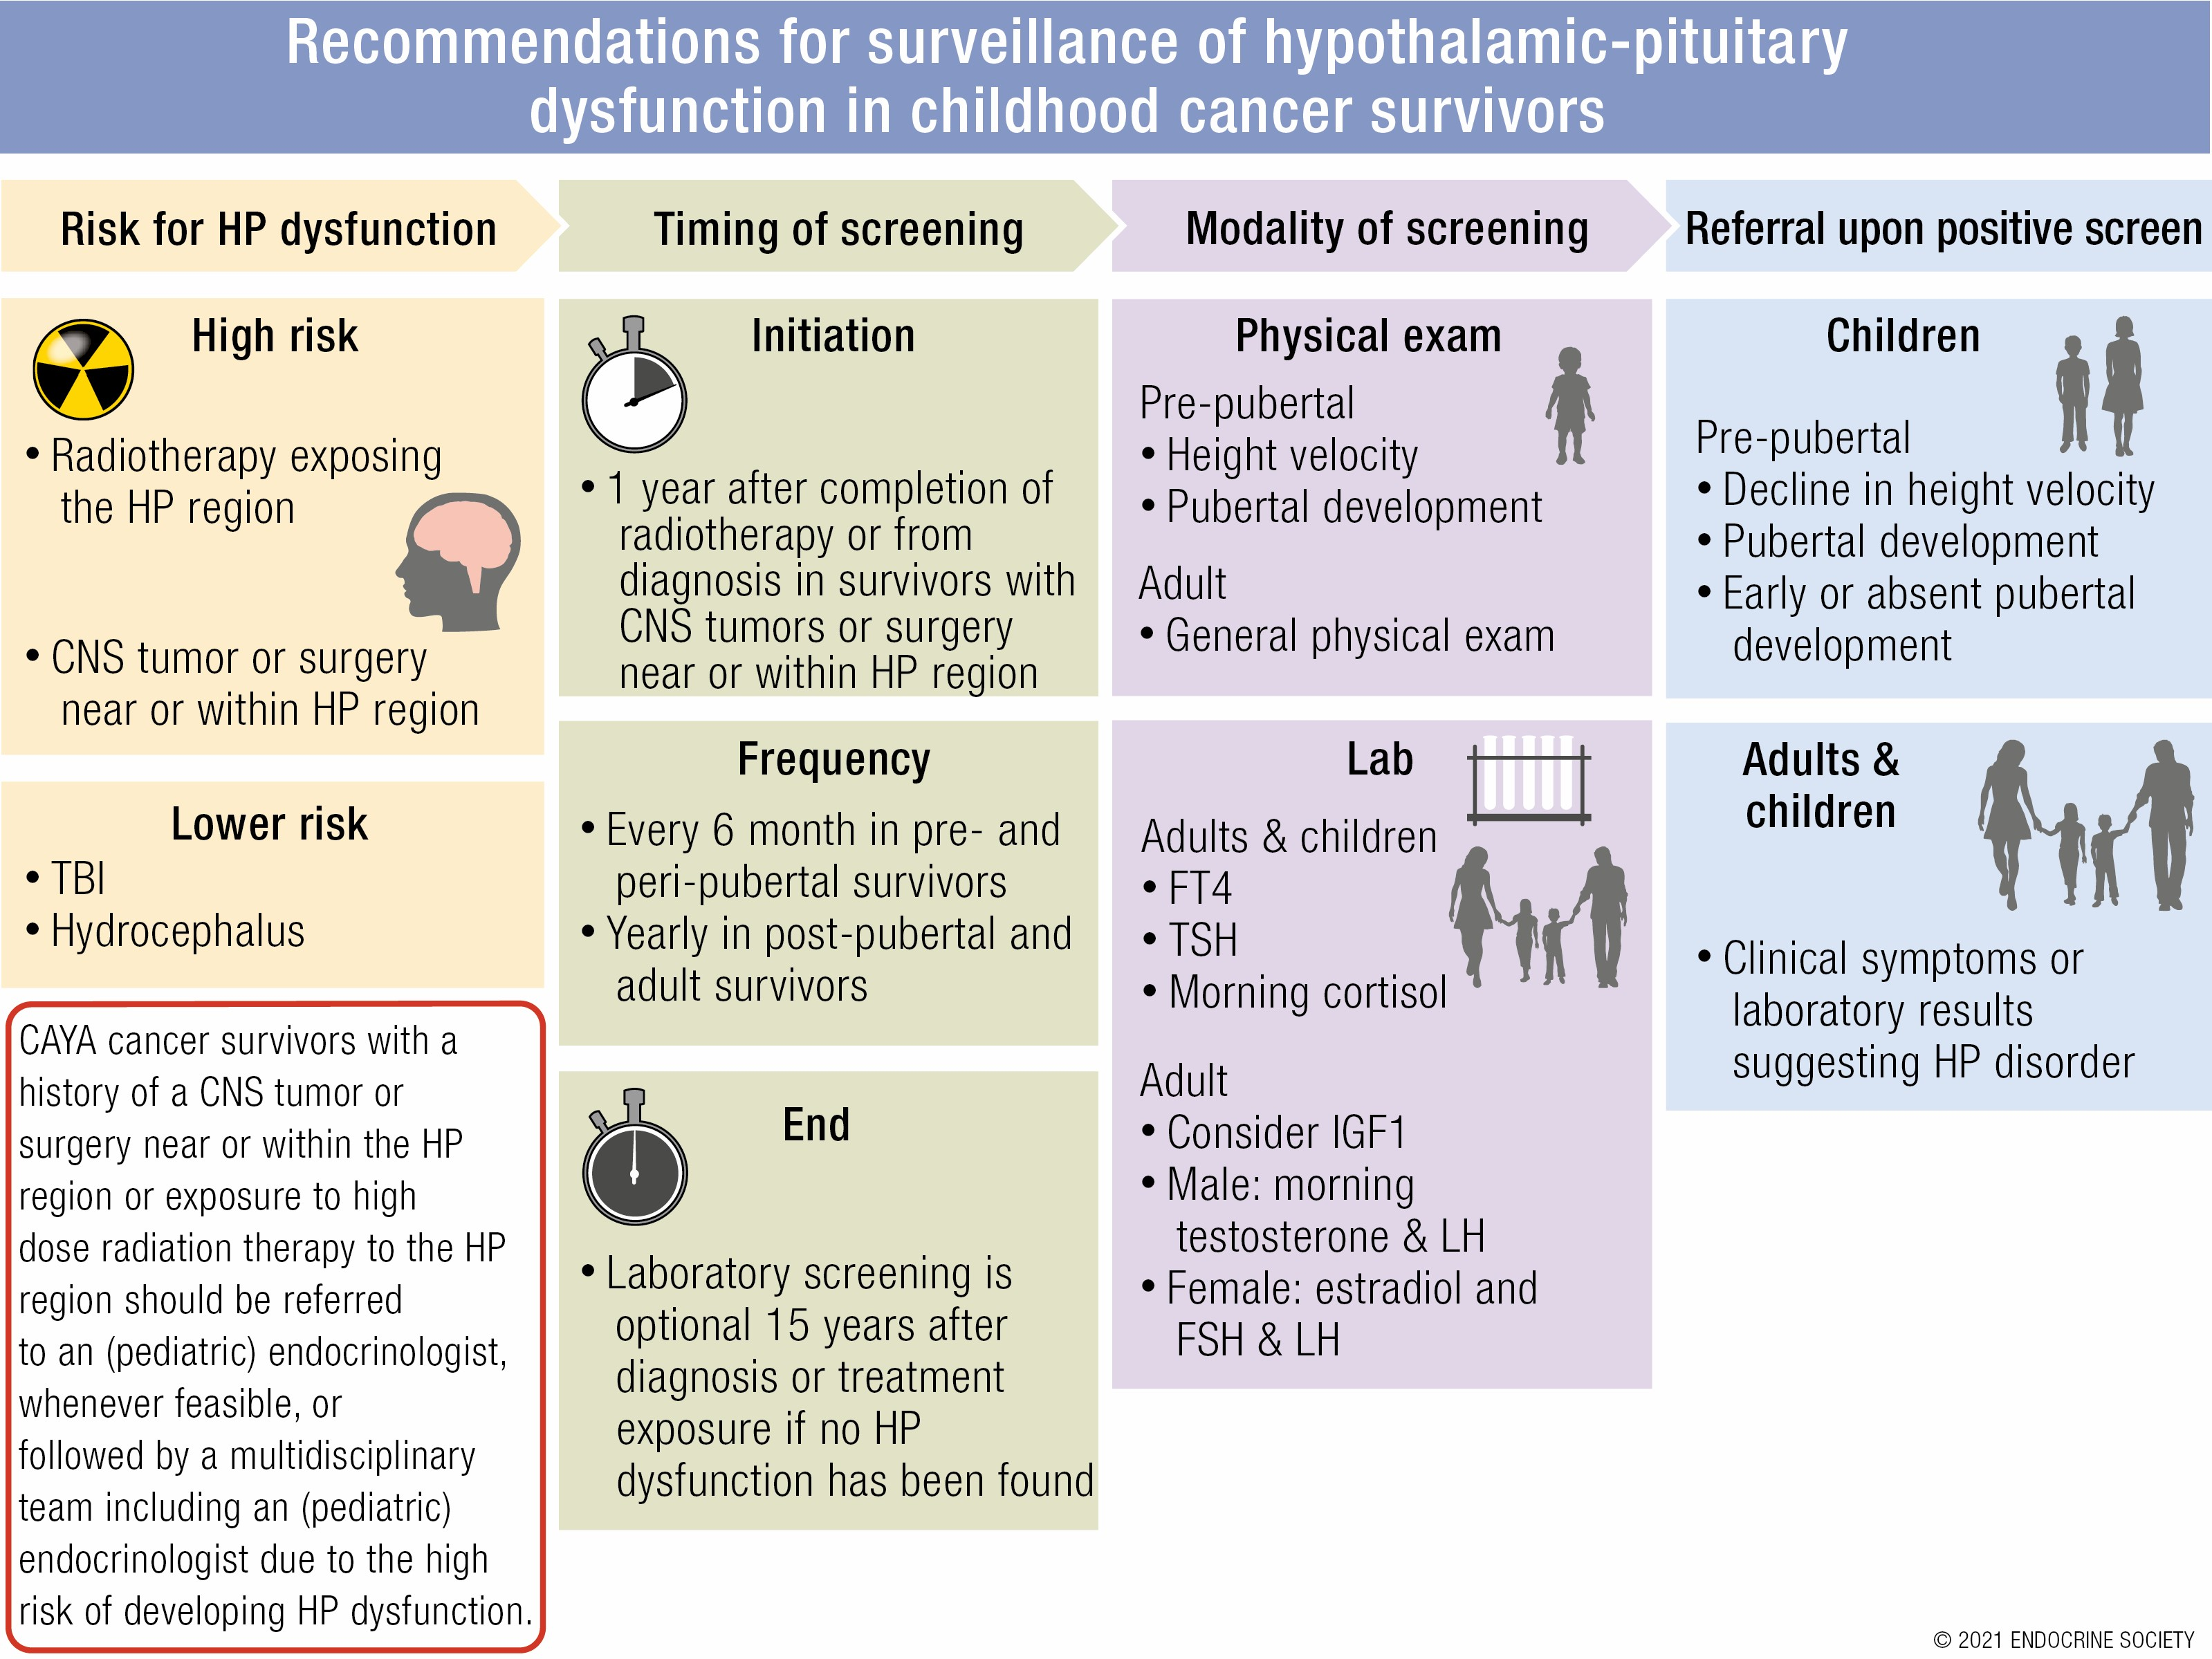 Recommendations for surveillance of hypothalamic-pituitary
dysfunction in childhood cancer survivors
Risk for HP dysfunction
High risk
• Radiotherapy exposing
the HP region
• CNS tumor or surgery
near or within HP region
Lower risk
• TBI
• Hydrocephalus
CAYA cancer survivors with a
history of a CNS tumor or
surgery near or within the HP
region or exposure to high
dose radiation therapy to the HP
region should be referred
to an (pediatric) endocrinologist,
whenever feasible, or
followed by a multidisciplinary
team including an (pediatric)
endocrinologist due to the high
risk of developing HP dysfunction.
Timing of screening
Initiation
• 1 year after completion of
radiotherapy or from
diagnosis in survivors with
CNS tumors or surgery
near or within HP region
Frequency
• Every 6 month in pre- and
peri-pubertal survivors
• Yearly in post-pubertal and
adult survivors
End
• Laboratory screening is
optional 15 years after
diagnosis or treatment
exposure if no HP
dysfunction has been found
Modality of screening
Physical exam
Pre-pubertal
• Height velocity
• Pubertal development
Adult
• General physical exam
Lab
Adults & children
• FT4
• TSH
• Morning cortisol
Adult
• Consider IGF1
• Male: morning
testosterone & LH
• Female: estradiol and
FSH & LH
Referral upon positive screen
Children
Pre-pubertal
• Decline in height velocity
• Pubertal development
• Early or absent pubertal
development
Adults &
children
• Clinical symptoms or
laboratory results
suggesting HP disorder
© 2021 ENDOCRINE SOCIETY